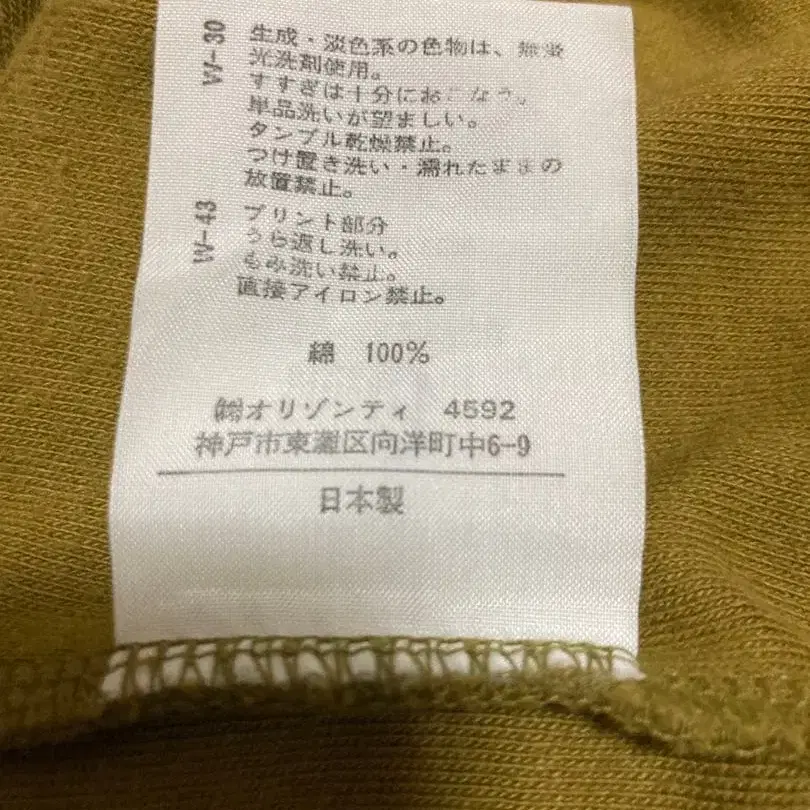 W-30
生成・淡色系の色物は、無蛍
光洗剤使用。
すすぎは十分におこなう。
単品洗いが望ましい。
タンブル乾燥禁止。
つけ置き洗い・濡れたままの
放置禁止。
W-43
プリント部分
うら返し洗い。
もみ洗い禁止。
直接アイロン禁止。
綿 100%
㈱オリゾンティ 4592
神戸市東灘区向洋町中6-9
日本製